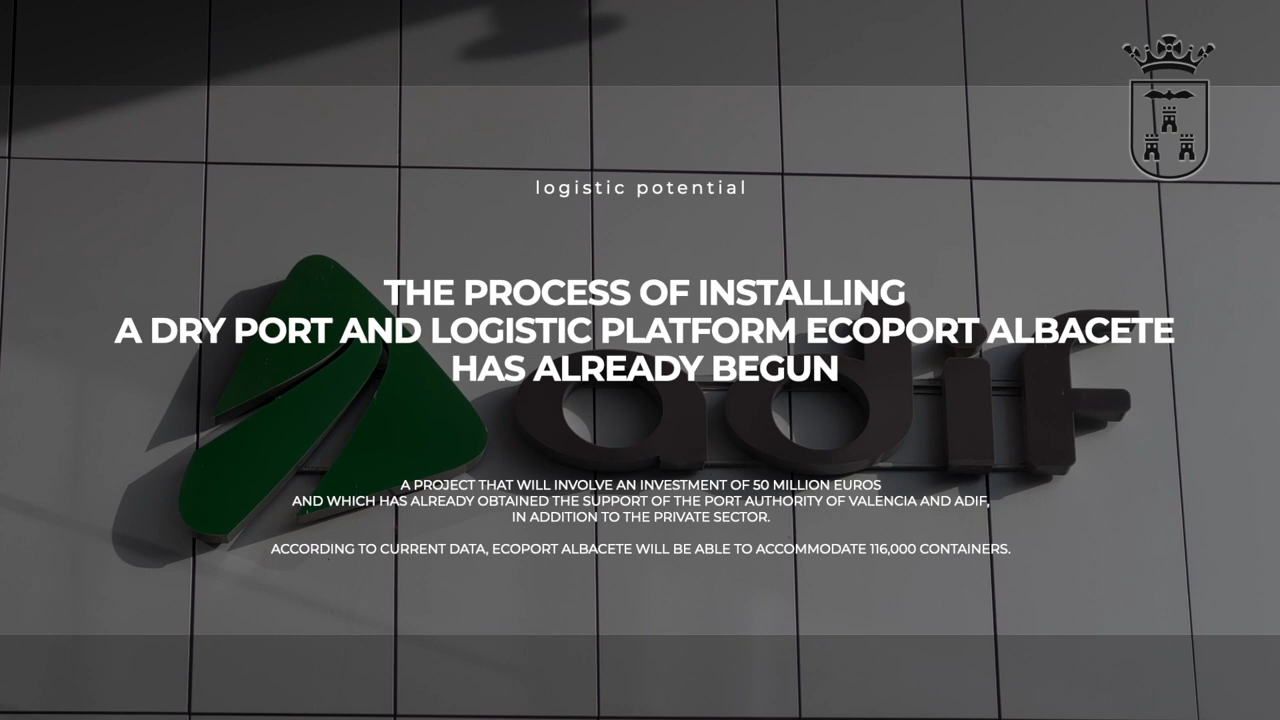 logistic potential
THE PROCESS OF INSTALLING
A DRY PORT AND LOGISTIC PLATFORM ECOPORT ALBACETE
HAS ALREADY BEGUN
adif
A PROJECT THAT WILL INVOLVE AN INVESTMENT OF 50 MILLION EUROS
AND WHICH HAS ALREADY OBTAINED THE SUPPORT OF THE PORT AUTHORITY OF VALENCIA AND ADIF,
IN ADDITION TO THE PRIVATE SECTOR.
ACCORDING TO CURRENT DATA, ECOPORT ALBACETE WILL BE ABLE TO ACCOMMODATE 116,000 CONTAINERS.